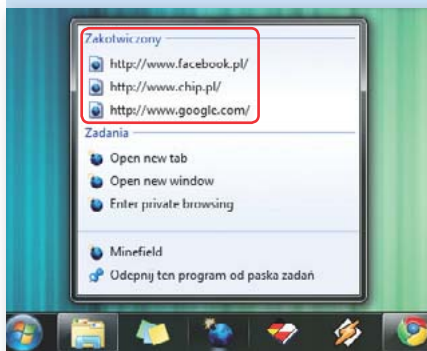 Zakotwiczony
http://www.facebook.pl/
http://www.chip.pl/
http://www.google.com/
Zadania
Open new tab
Open new window
Enter private browsing
Minefield
Odepnij ten program od paska zadań